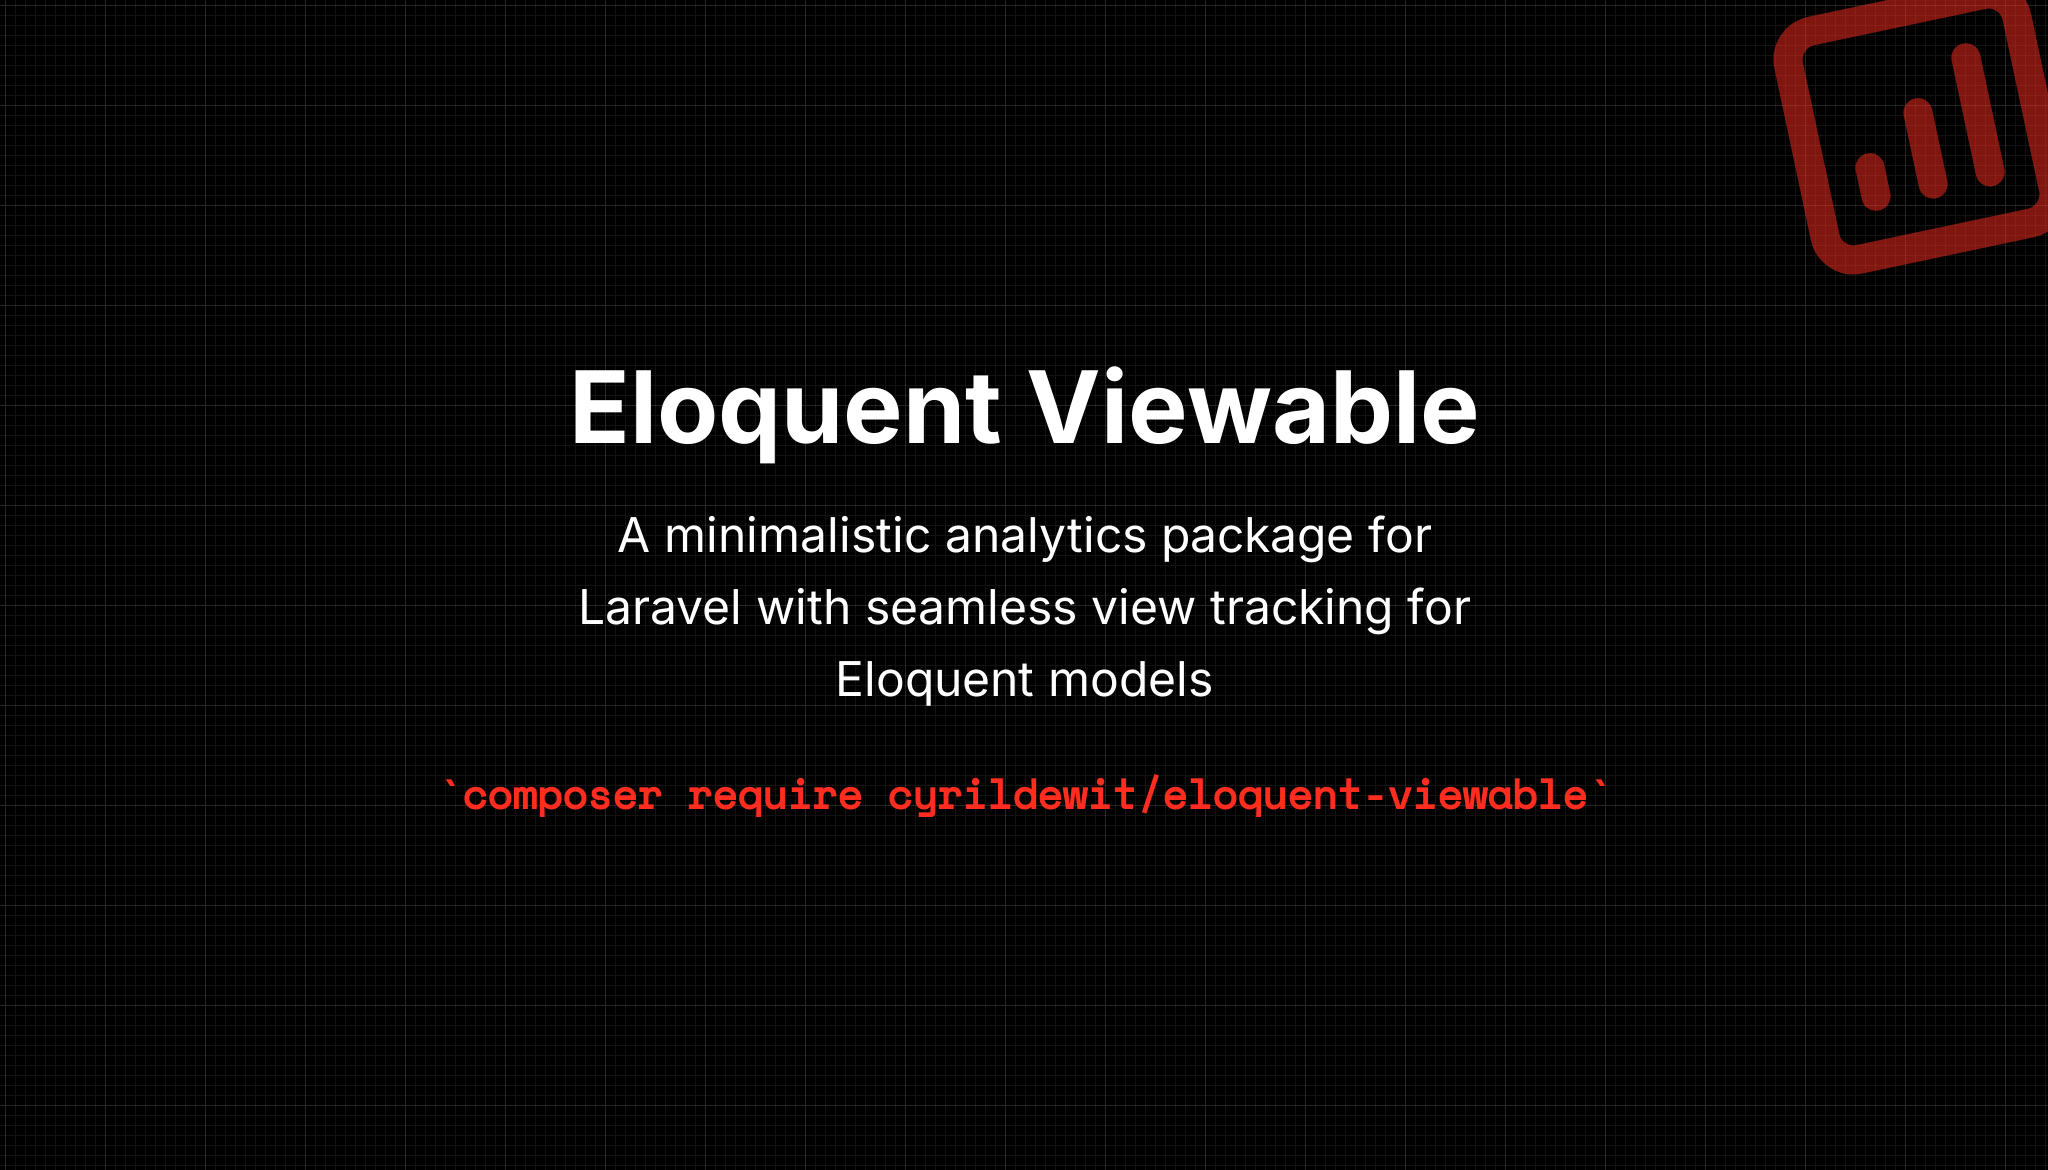 Eloquent Viewable
A minimalistic analytics package for
Laravel with seamless view tracking for
Eloquent models
`composer require cyrildewit/eloquent-viewable`